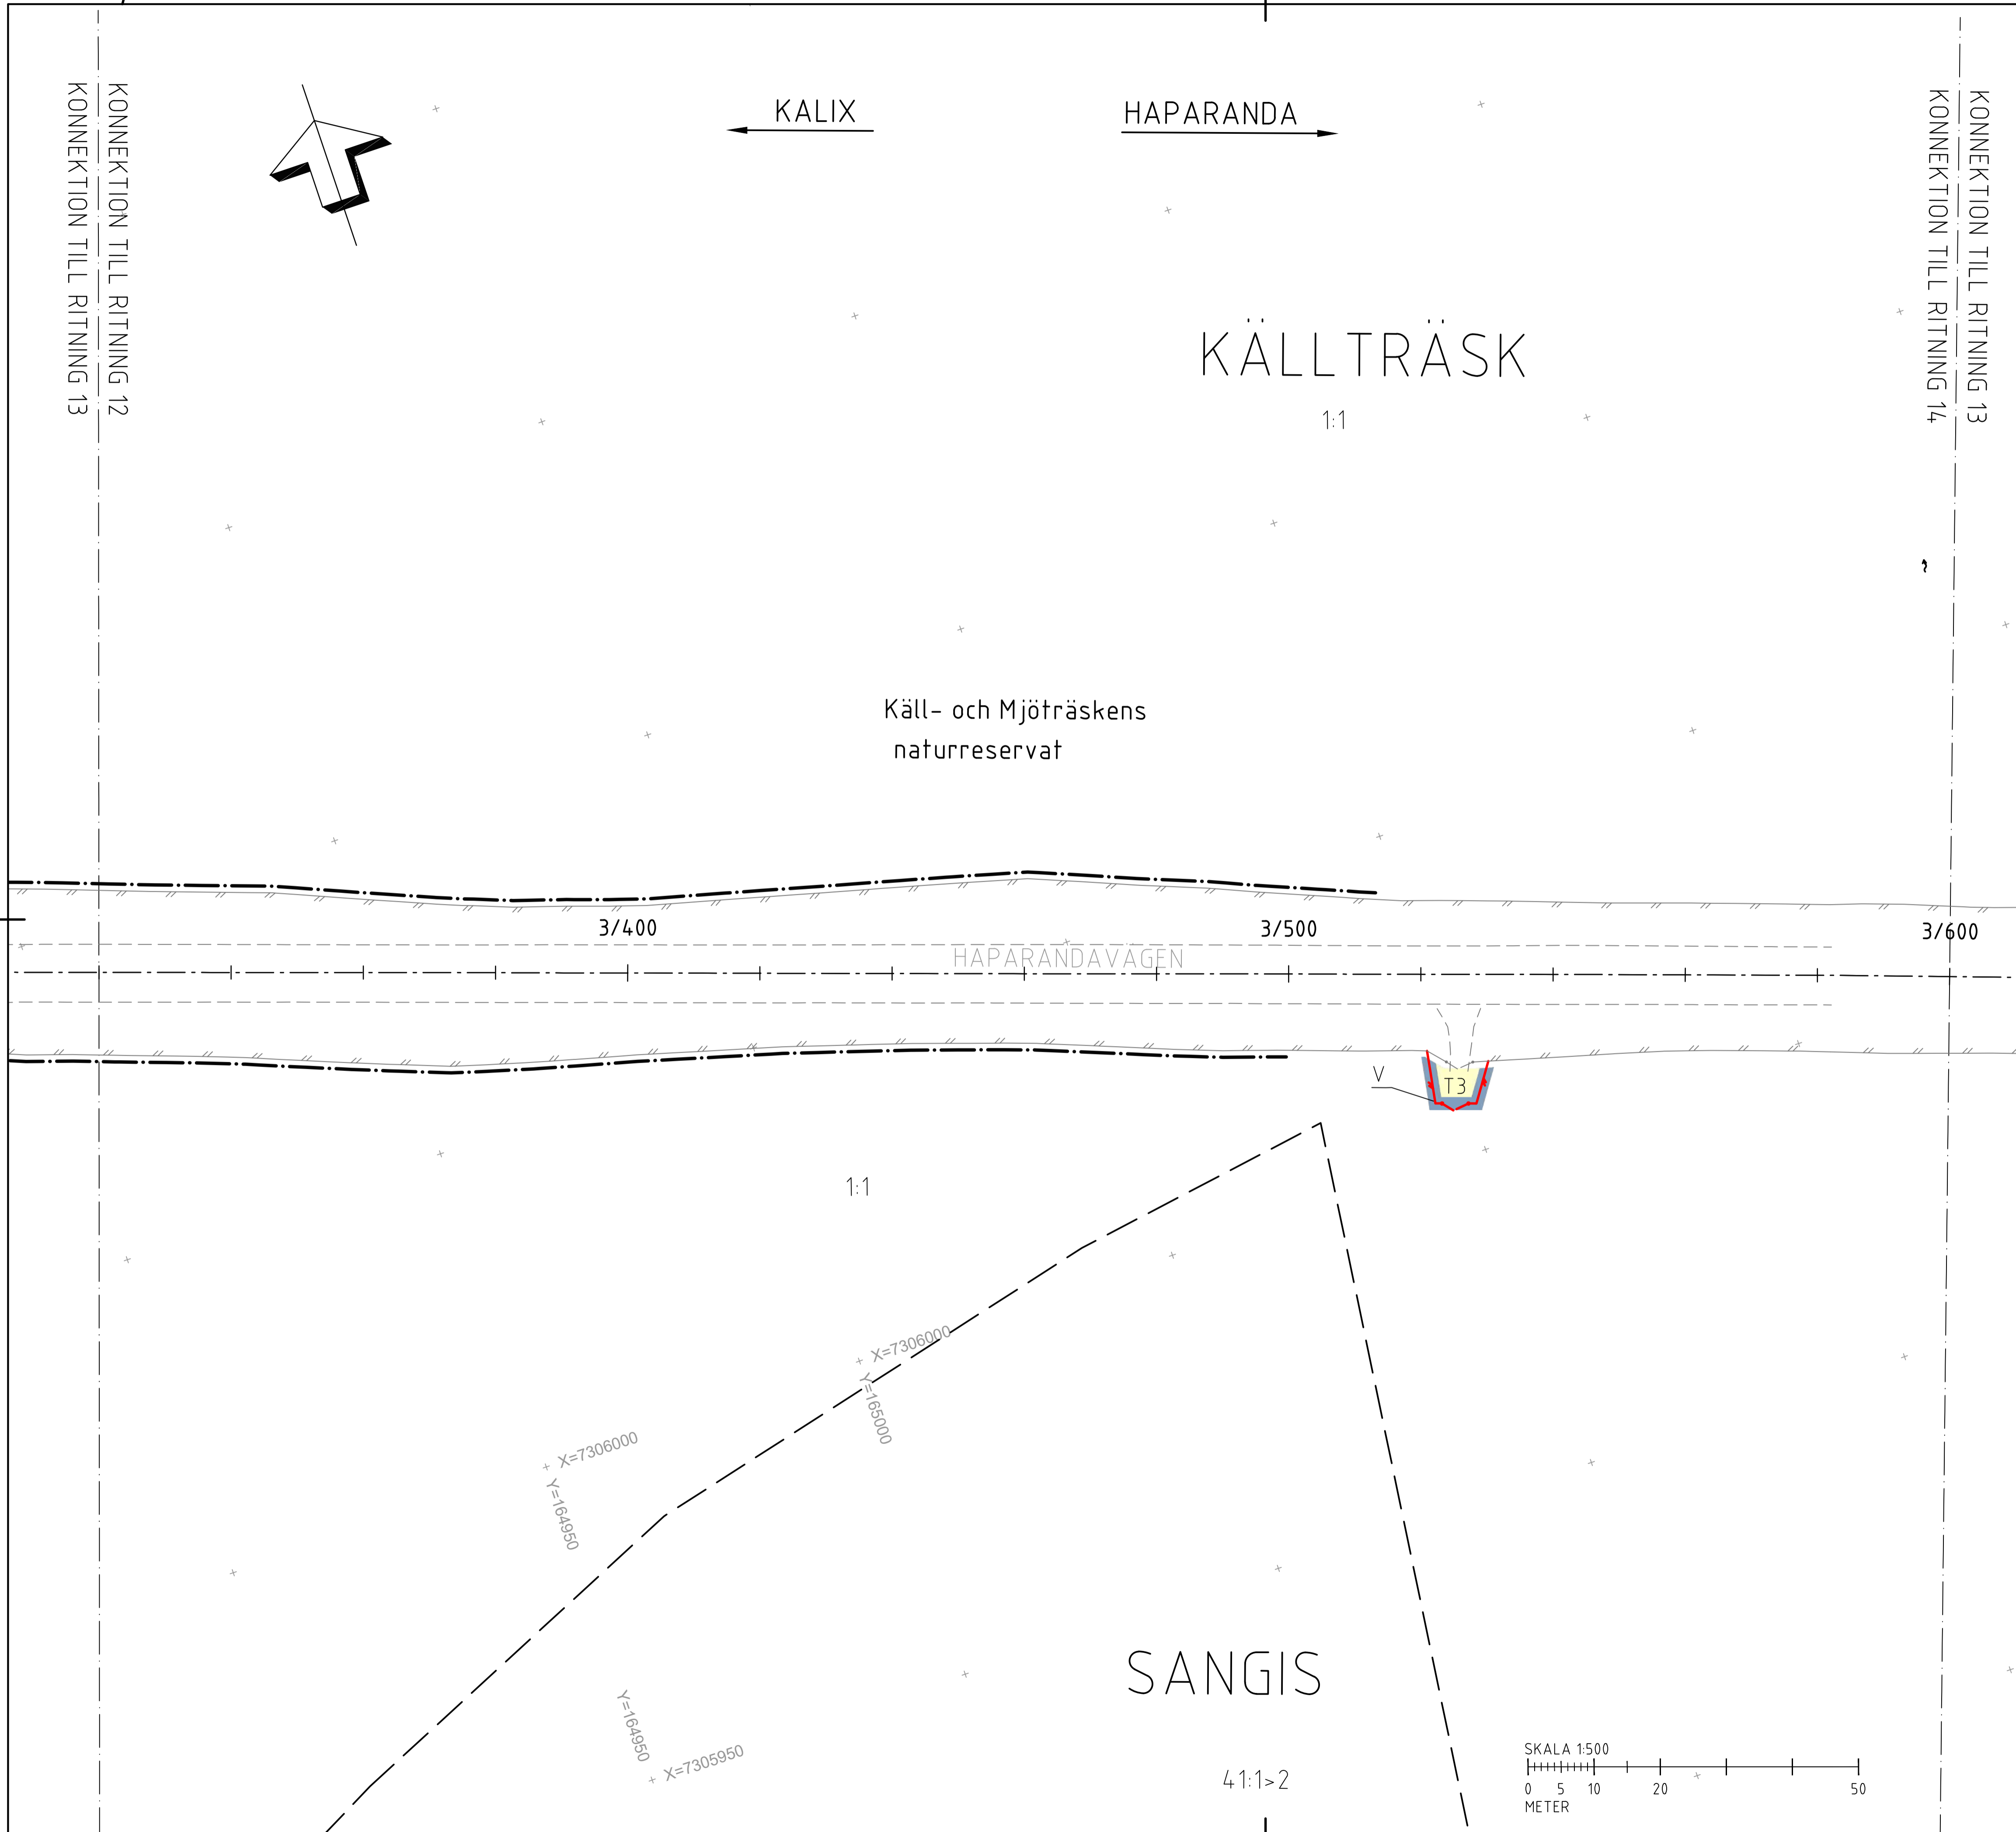 KONNEKTION TILL RITNING 13
KONNEKTION TILL RITNING 12
KALIX
HAPARANDA
KONNEKTION TILL RITNING 14
KONNEKTION TILL RITNING 13
KÄLLTRÄSK
1:1
Käll- och Mjöträskens
naturreservat
3/400
3/500
3/600
HAPARANDAVÄGEN
V
T3
1:1
X=7306000
Y=165000
X=7306000
Y=164950
SANGIS
Y=164950
X=7305950
41:1>2
SKALA 1:500
0 5 10 20 50
METER